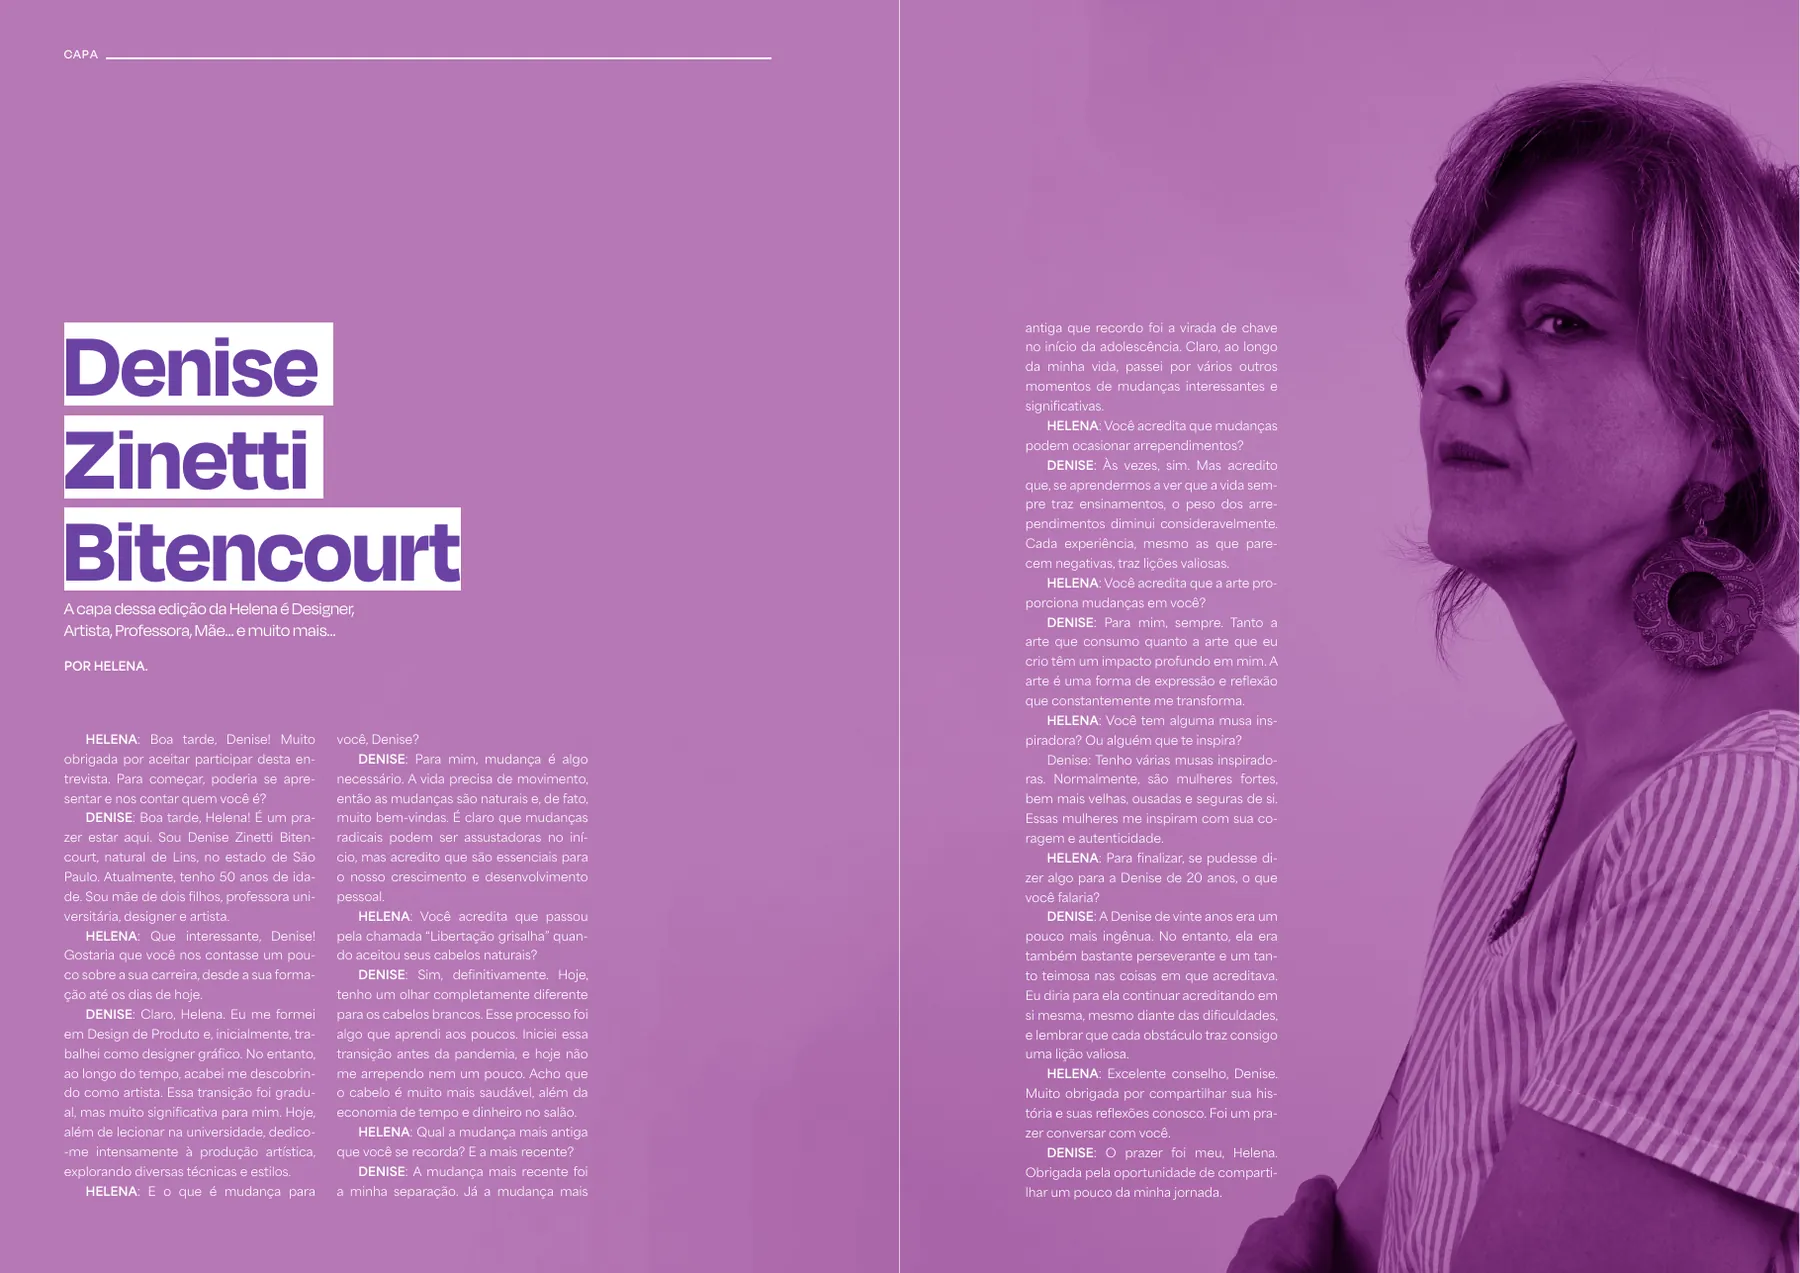 CAPA
Denise
Zinetti
Bitencourt
A capa dessa edição da Helena é Designer,
Artista, Professora, Mãe... e muito mais...
POR HELENA.
HELENA: Boa tarde, Denise! Muito
obrigada por aceitar participar desta en-
trevista. Para começar, poderia se apre-
sentar e nos contar quem você é?
DENISE: Boa tarde, Helena! É um pra-
zer estar aqui. Sou Denise Zinetti Biten-
court, natural de Lins, no estado de São
Paulo. Atualmente, tenho 50 anos de ida-
de. Sou mãe de dois filhos, professora uni-
versitária, designer e artista.
HELENA: Que interessante, Denise!
Gostaria que você nos contasse um pou-
co sobre a sua carreira, desde a sua forma-
ção até os dias de hoje.
DENISE: Claro, Helena. Eu me formei
em Design de Produto e, inicialmente, tra-
balhei como designer gráfico. No entanto,
ao longo do tempo, acabei me descobrin-
do como artista. Essa transição foi gradu-
al, mas muito significativa para mim. Hoje,
além de lecionar na universidade, dedico-
-me intensamente à produção artística,
explorando diversas técnicas e estilos.
HELENA: E o que é mudança para
você, Denise?
DENISE: Para mim, mudança é algo
necessário. A vida precisa de movimento,
então as mudanças são naturais e, de fato,
muito bem-vindas. É claro que mudanças
radicais podem ser assustadoras no iní-
cio, mas acredito que são essenciais para
o nosso crescimento e desenvolvimento
pessoal.
HELENA: Você acredita que passou
pela chamada “Libertação grisalha” quan-
do aceitou seus cabelos naturais?
DENISE: Sim, definitivamente. Hoje,
tenho um olhar completamente diferente
para os cabelos brancos. Esse processo foi
algo que aprendi aos poucos. Iniciei essa
transição antes da pandemia, e hoje não
me arrependo nem um pouco. Acho que
o cabelo é muito mais saudável, além da
economia de tempo e dinheiro no salão.
HELENA: Qual a mudança mais antiga
que você se recorda? E a mais recente?
DENISE: A mudança mais recente foi
a minha separação. Já a mudança mais
antiga que recordo foi a virada de chave
no início da adolescência. Claro, ao longo
da minha vida, passei por vários outros
momentos de mudanças interessantes e
significativas.
HELENA: Você acredita que mudanças
podem ocasionar arrependimentos?
DENISE: Às vezes, sim. Mas acredito
que, se aprendermos a ver que a vida sem-
pre traz ensinamentos, o peso dos arre-
pendimentos diminui consideravelmente.
Cada experiência, mesmo as que pare-
cem negativas, traz lições valiosas.
HELENA: Você acredita que a arte pro-
porciona mudanças em você?
DENISE: Para mim, sempre. Tanto a
arte que consumo quanto a arte que eu
crio têm um impacto profundo em mim. A
arte é uma forma de expressão e reflexão
que constantemente me transforma.
HELENA: Você tem alguma musa ins-
piradora? Ou alguém que te inspira?
Denise: Tenho várias musas inspirado-
ras. Normalmente, são mulheres fortes,
bem mais velhas, ousadas e seguras de si.
Essas mulheres me inspiram com sua co-
ragem e autenticidade.
HELENA: Para finalizar, se pudesse di-
zer algo para a Denise de 20 anos, o que
você falaria?
DENISE: A Denise de vinte anos era um
pouco mais ingênua. No entanto, ela era
também bastante perseverante e um tan-
to teimosa nas coisas em que acreditava.
Eu diria para ela continuar acreditando em
si mesma, mesmo diante das dificuldades,
e lembrar que cada obstáculo traz consigo
uma lição valiosa.
HELENA: Excelente conselho, Denise.
Muito obrigada por compartilhar sua his-
tória e suas reflexões conosco. Foi um pra-
zer conversar com você.
DENISE: O prazer foi meu, Helena.
Obrigada pela oportunidade de comparti-
lhar um pouco da minha jornada.